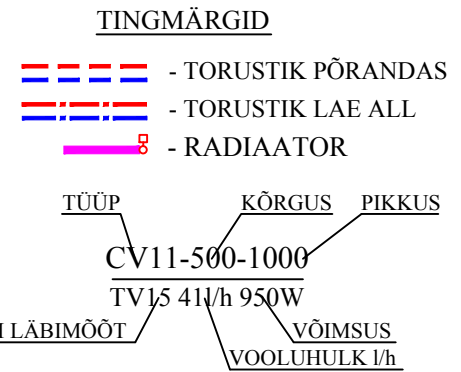 TINGMÄRGID
- TORUSTIK PÕRANDAS
- TORUSTIK LAE ALL
- RADIAATOR
TÜÜP KÕRGUS PIKKUS
CV11-500-1000
TV15 41l/h 950W
LÄBIMÕÕT VÕIMSUS
VOOLUHULK l/h